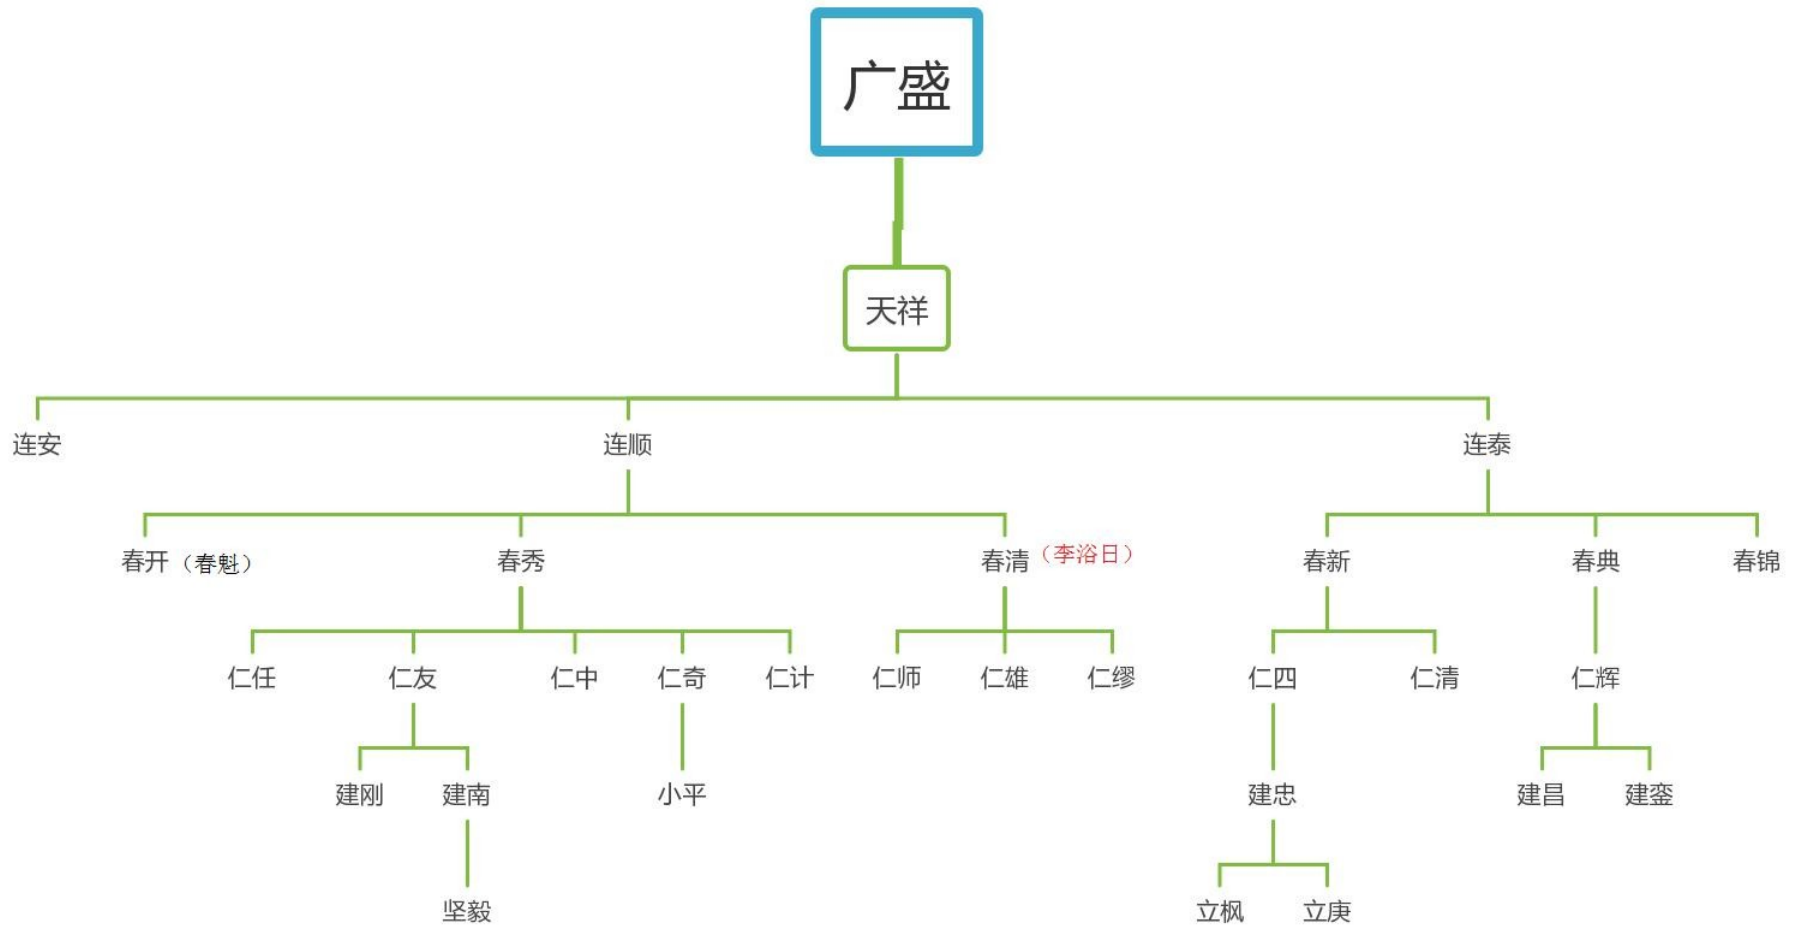 广盛
天祥
连安 连顺 连泰
春开（春魁） 春秀 春清（李浴日） 春新 春典 春锦
仁任 仁友 仁中 仁奇 仁计 仁师 仁雄 仁缪 仁四 仁清 仁辉
建刚 建南 小平 建忠 建昌 建銮
坚毅 立枫 立庚